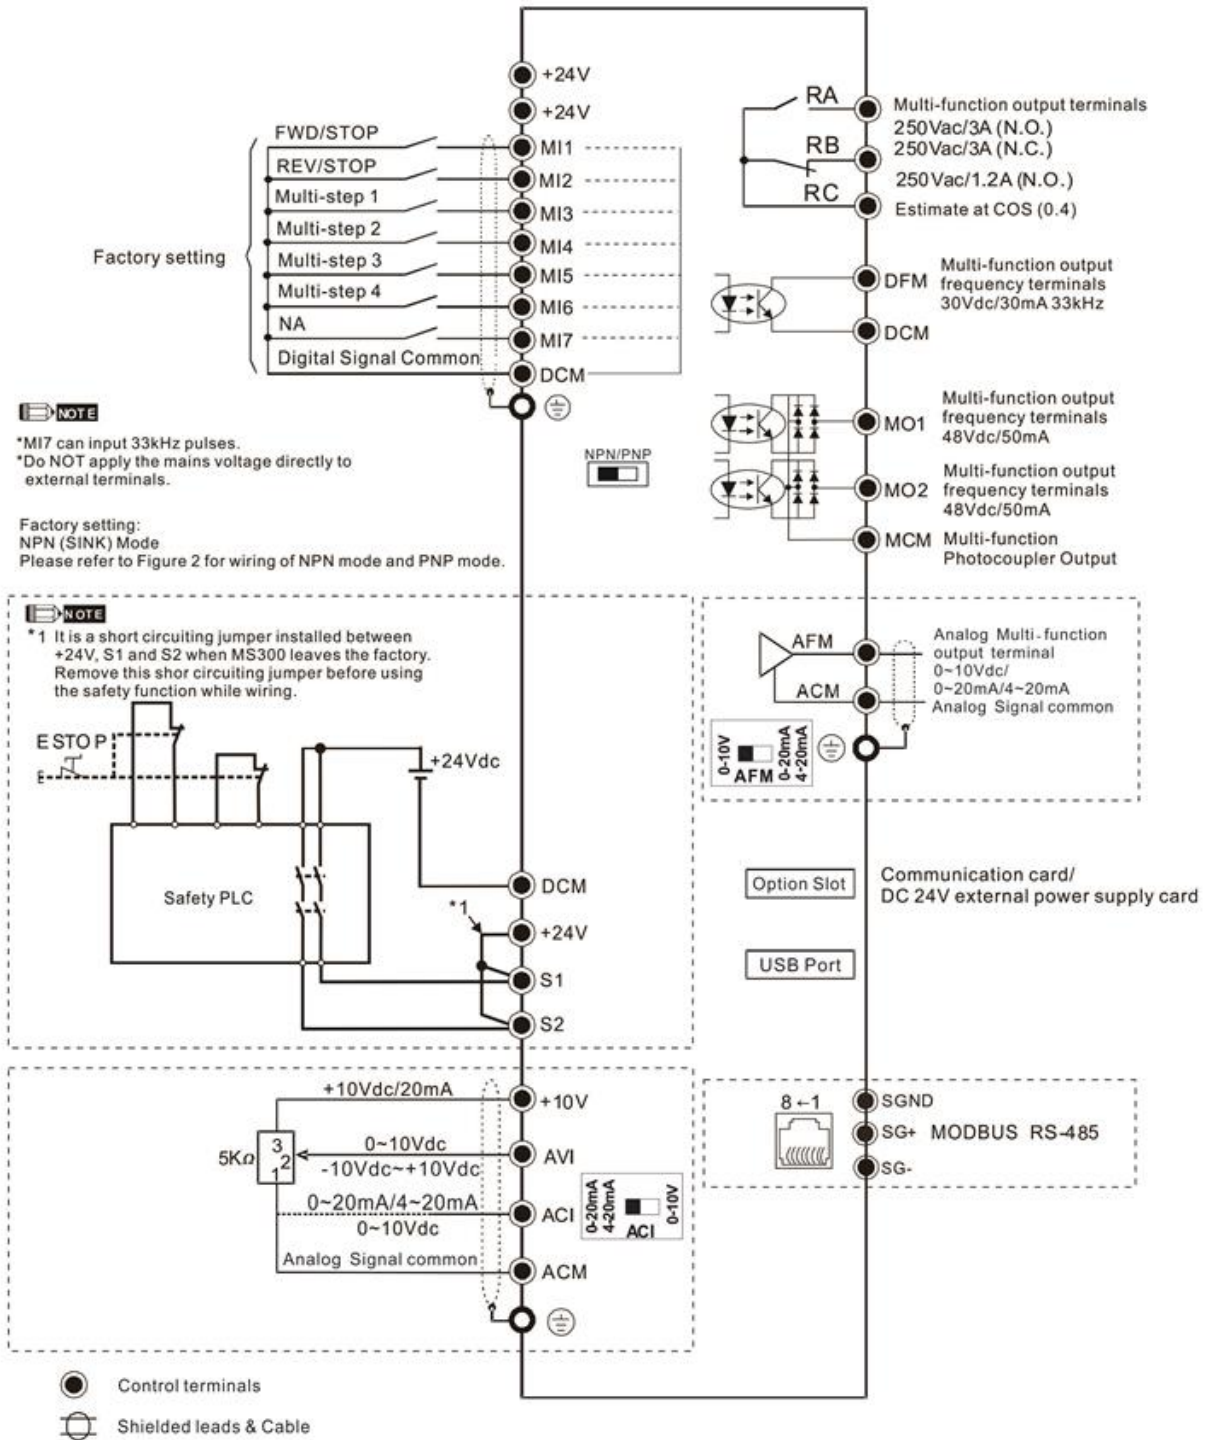 +24V
+24V
FWD/STOP
MI1
REV/STOP
MI2
Multi-step 1
MI3
Multi-step 2
MI4
Factory setting
Multi-step 3
MI5
Multi-step 4
MI6
NA
MI7
Digital Signal Common
DCM
RA
Multi-function output terminals
250Vac/3A (N.O.)
RB
250Vac/3A (N.C.)
250Vac/1.2A (N.O.)
RC
Estimate at COS (0.4)
DFM
Multi-function output
frequency terminals
30Vdc/30mA 33kHz
DCM
NOTE
*MI7 can input 33kHz pulses.
*Do NOT apply the mains voltage directly to
external terminals.
NPN/PNP
MO1
Multi-function output
frequency terminals
48Vdc/50mA
MO2
Multi-function output
frequency terminals
48Vdc/50mA
MCM
Multi-function
Photocoupler Output
Factory setting:
NPN (SINK) Mode
Please refer to Figure 2 for wiring of NPN mode and PNP mode.
NOTE
*1 It is a short circuiting jumper installed between
+24V, S1 and S2 when MS300 leaves the factory.
Remove this shor circuiting jumper before using
the safety function while wiring.
ESTOP
+24Vdc
Safety PLC
DCM
*1
+24V
S1
S2
AFM
Analog Multi-function
output terminal
0~10Vdc/
0~20mA/4~20mA
ACM
Analog Signal common
0-10V
AFM
0-20mA
4-20mA
Option Slot
Communication card/
DC 24V external power supply card
USB Port
+10Vdc/20mA
+10V
5KΩ
3
2
1
0~10Vdc
AVI
-10Vdc~+10Vdc
0~20mA/4~20mA
ACI
0~10Vdc
Analog Signal common
ACM
0-20mA
4-20mA
ACI
0-10V
8←1
SGND
SG+ MODBUS RS-485
SG-
Control terminals
Shielded leads & Cable